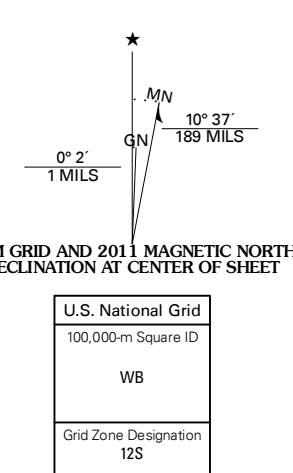 ★
MN
GN
10° 37´
189 MILS
0° 2´
1 MILS
M GRID AND 2011 MAGNETIC NORTH
ECLINATION AT CENTER OF SHEET
U.S. National Grid
100,000-m Square ID
WB
Grid Zone Designation
12S